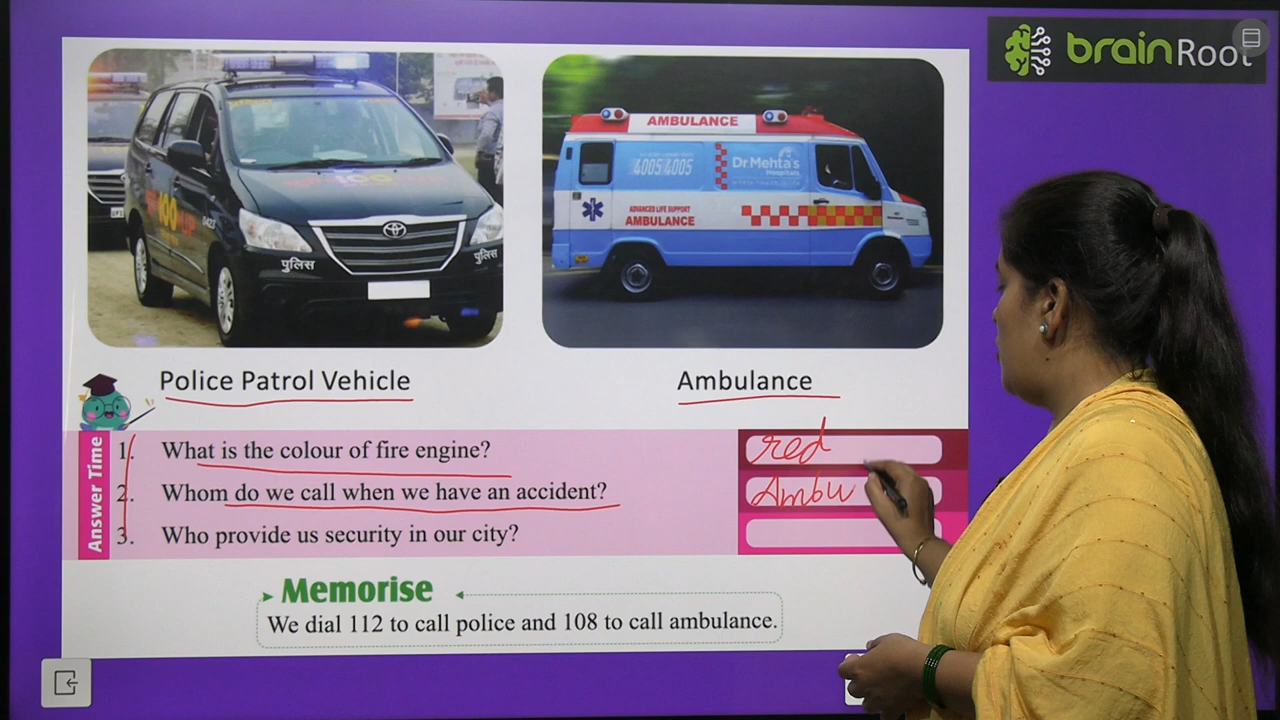 brainRoot
AMBULANCE
4005 4005
Dr Mehta's
Hospitals
ADVANCED LIFE SUPPORT
AMBULANCE
100 UP
पुलिस
पुलिस
Police Patrol Vehicle
Ambulance
Answer Time
1. What is the colour of fire engine?
red
2. Whom do we call when we have an accident?
Ambu
3. Who provide us security in our city?
Memorise
We dial 112 to call police and 108 to call ambulance.